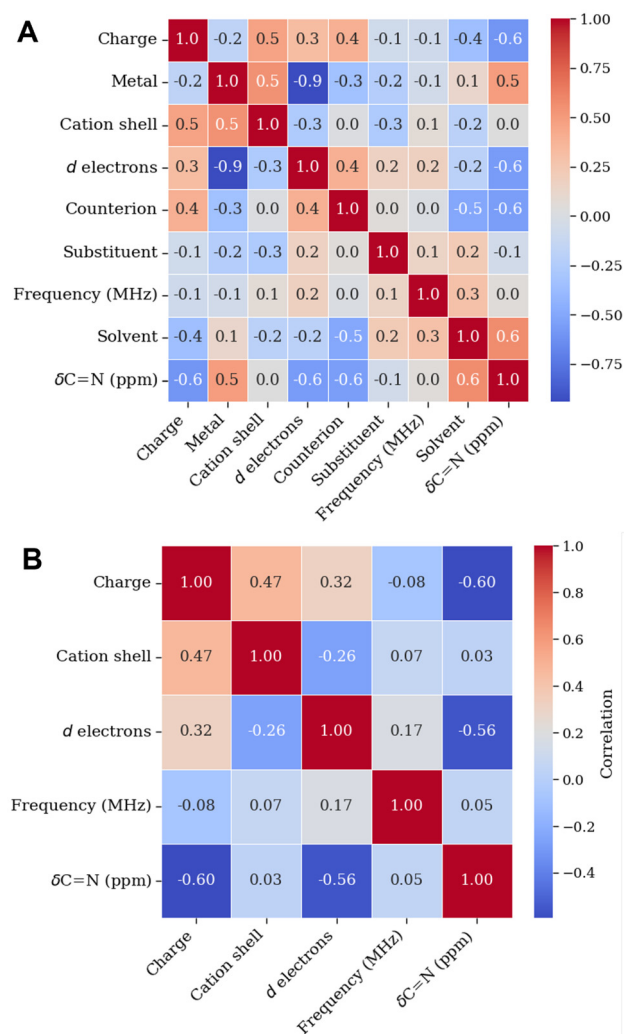 A
Charge 1.0 -0.2 0.5 0.3 0.4 -0.1 -0.1 -0.4 -0.6
Metal -0.2 1.0 0.5 -0.9 -0.3 -0.2 -0.1 0.1 0.5
Cation shell 0.5 0.5 1.0 -0.3 0.0 -0.3 0.1 -0.2 0.0
d electrons 0.3 -0.9 -0.3 1.0 0.4 0.2 0.2 -0.2 -0.6
Counterion 0.4 -0.3 0.0 0.4 1.0 0.0 0.0 -0.5 -0.6
Substituent -0.1 -0.2 -0.3 0.2 0.0 1.0 0.1 0.2 -0.1
Frequency (MHz) -0.1 -0.1 0.1 0.2 0.0 0.1 1.0 0.3 0.0
Solvent -0.4 0.1 -0.2 -0.2 -0.5 0.2 0.3 1.0 0.6
δC=N (ppm) -0.6 0.5 0.0 -0.6 -0.6 -0.1 0.0 0.6 1.0
Charge
Metal
Cation shell
d electrons
Counterion
Substituent
Frequency (MHz)
Solvent
δC=N (ppm)
1.00
0.75
0.50
0.25
0.00
−0.25
−0.50
−0.75
B
Charge 1.00 0.47 0.32 -0.08 -0.60
Cation shell 0.47 1.00 -0.26 0.07 0.03
d electrons 0.32 -0.26 1.00 0.17 -0.56
Frequency (MHz) -0.08 0.07 0.17 1.00 0.05
δC=N (ppm) -0.60 0.03 -0.56 0.05 1.00
Charge
Cation shell
d electrons
Frequency (MHz)
δC=N (ppm)
1.0
0.8
0.6
0.4
0.2
0.0
−0.2
−0.4
Correlation